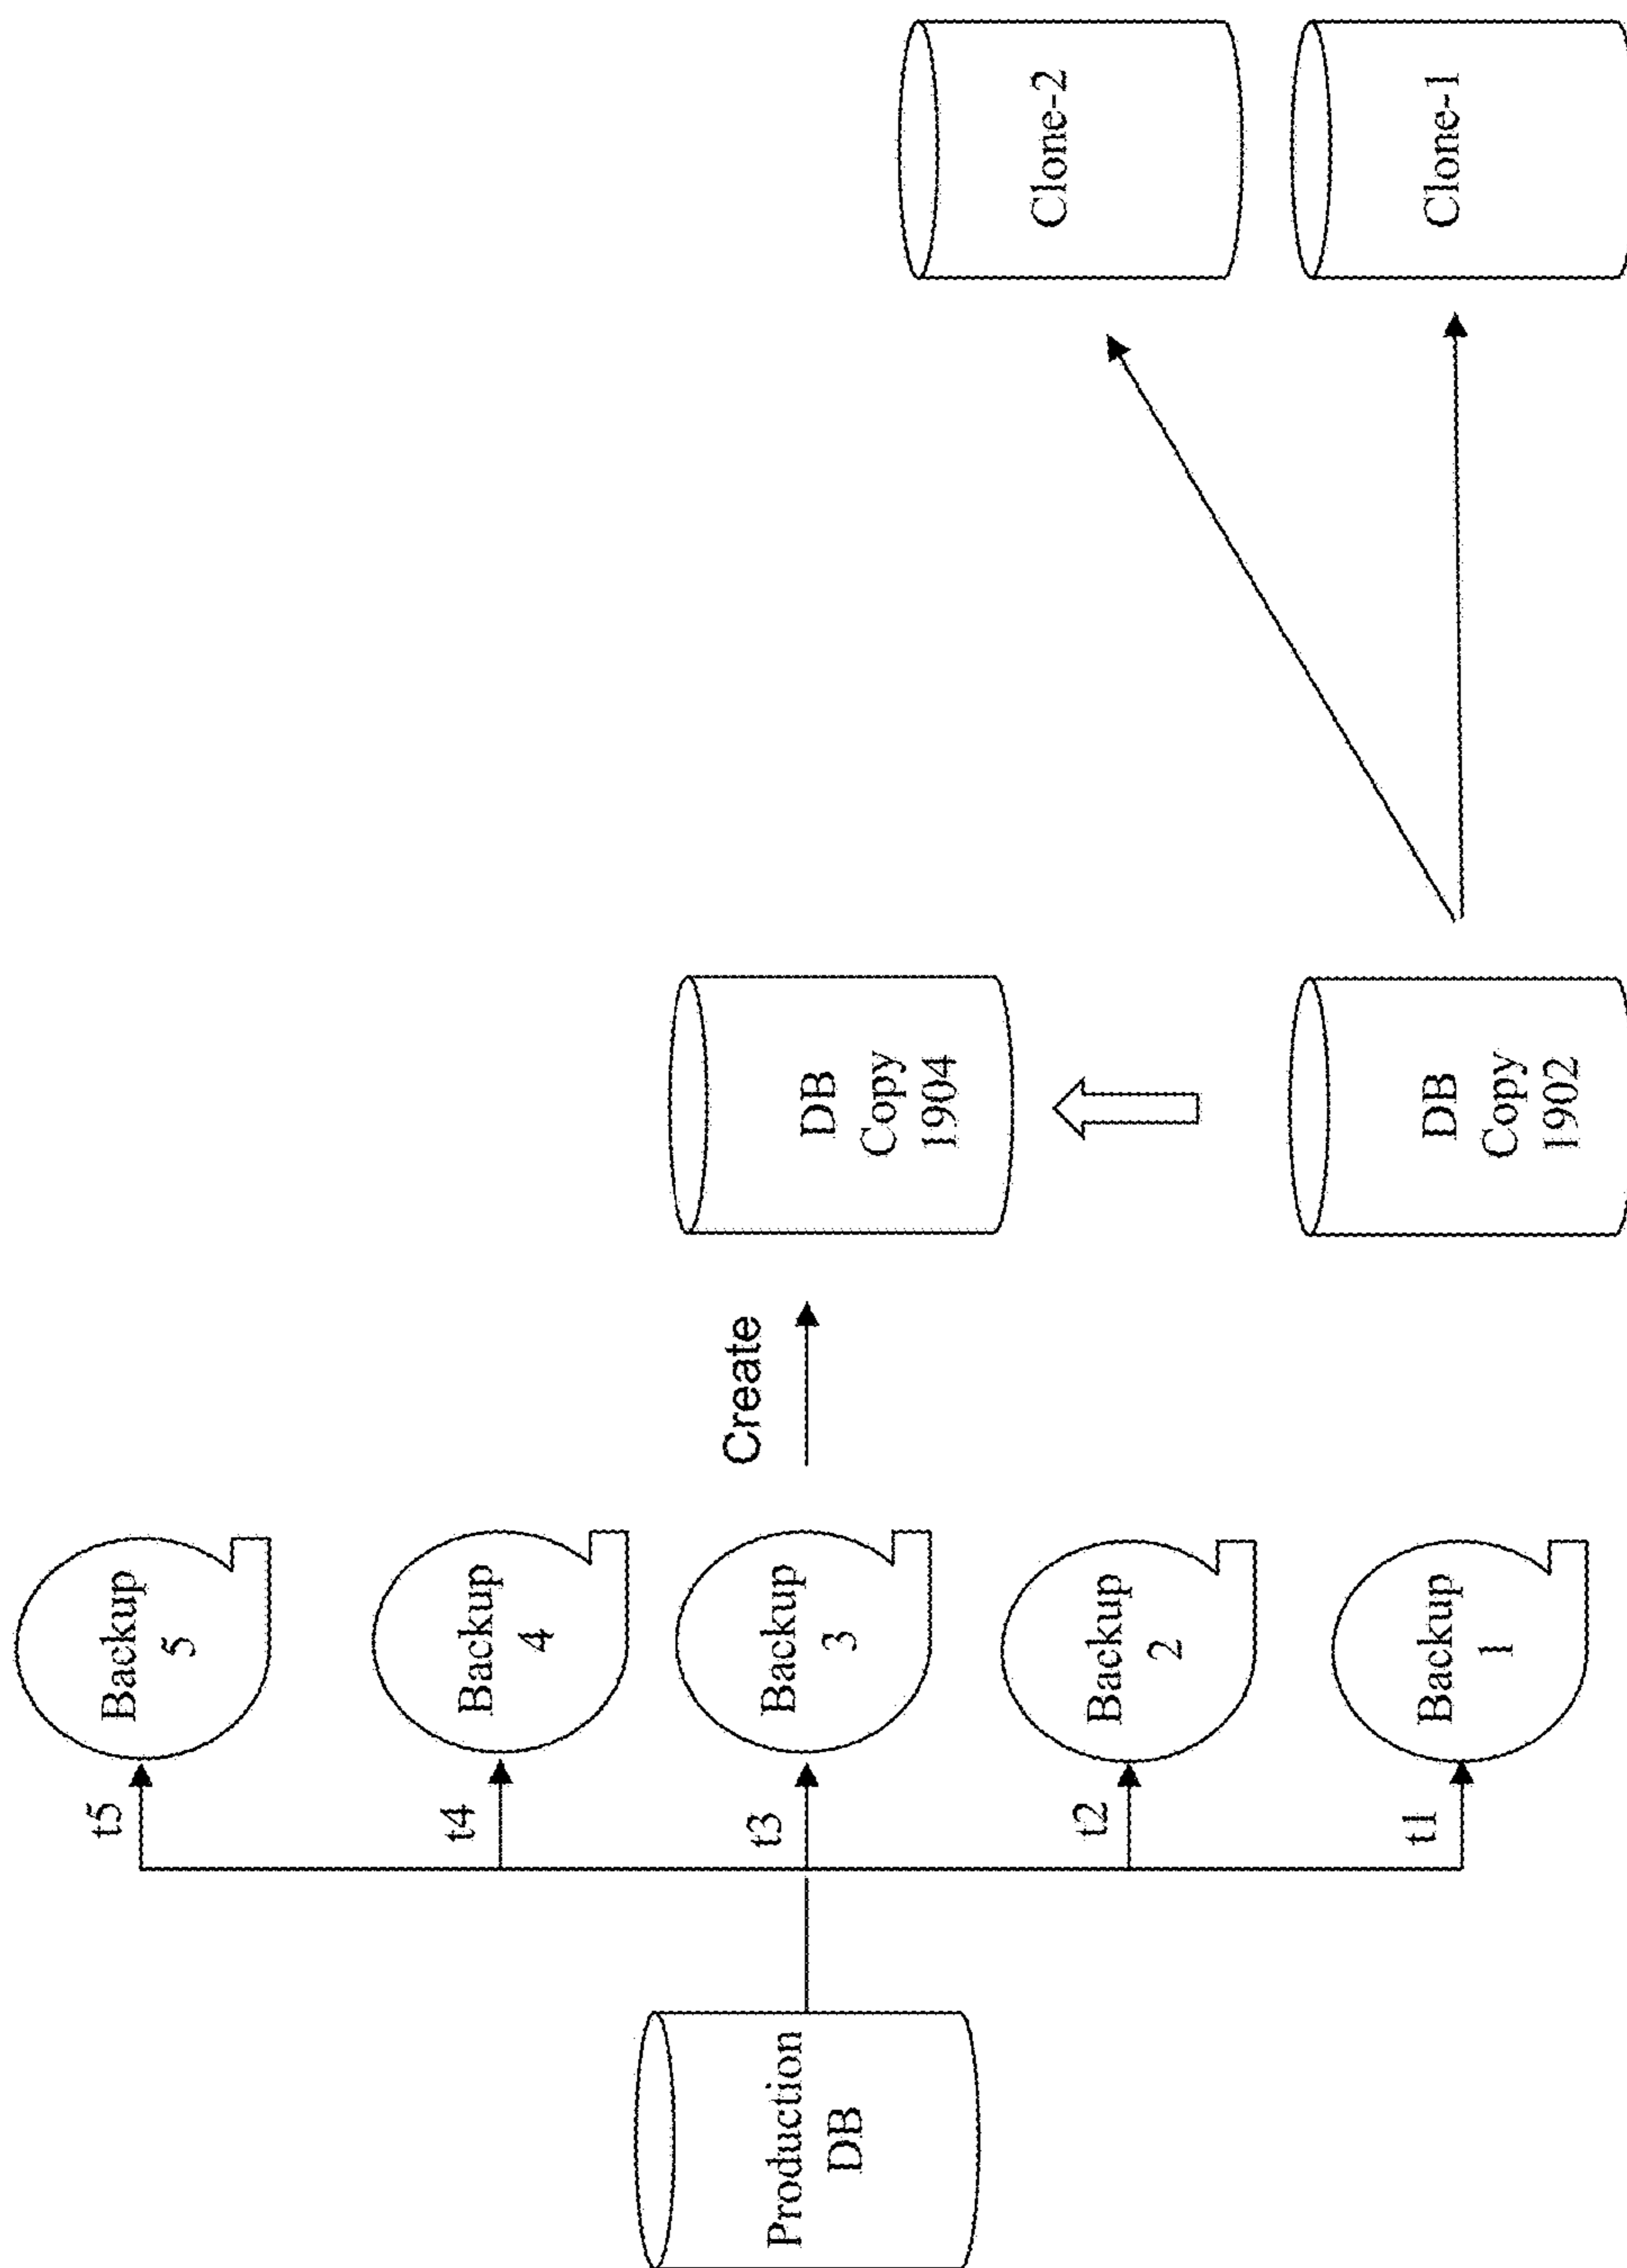 Production
DB
t5
t4
t3
t2
t1
Backup
5
Backup
4
Backup
3
Backup
2
Backup
1
Create
DB
Copy
1904
DB
Copy
1902
Clone-2
Clone-1